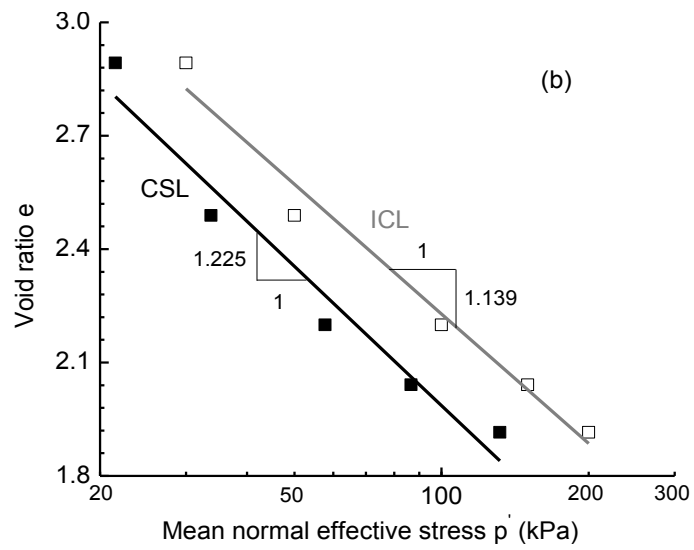 3.0
(b)
2.7
CSL
Void ratio e
ICL
2.4
1
1.225
1.139
1
2.1
1.8
20
50
100
200
300
Mean normal effective stress p' (kPa)